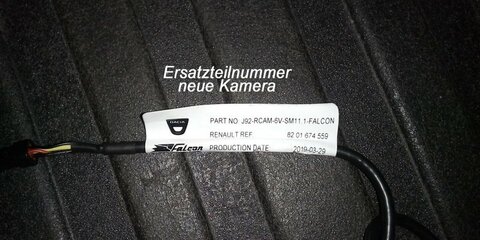 Ersatzteilnummer
neue Kamera
PART NO J92-RCAM-6V-SM11.1-FALCON
DACIA
RENAULT REF. 82 01 674 559
Falcon PRODUCTION DATE 2019-03-29